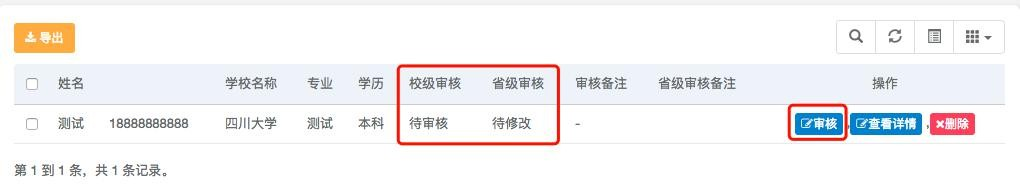 导出
姓名 学校名称 专业 学历 校级审核 省级审核 审核备注 省级审核备注 操作
测试 18888888888 四川大学 测试 本科 待审核 待修改 - 审核 ,查看详情 ,删除
第 1 到 1 条，共 1 条记录。